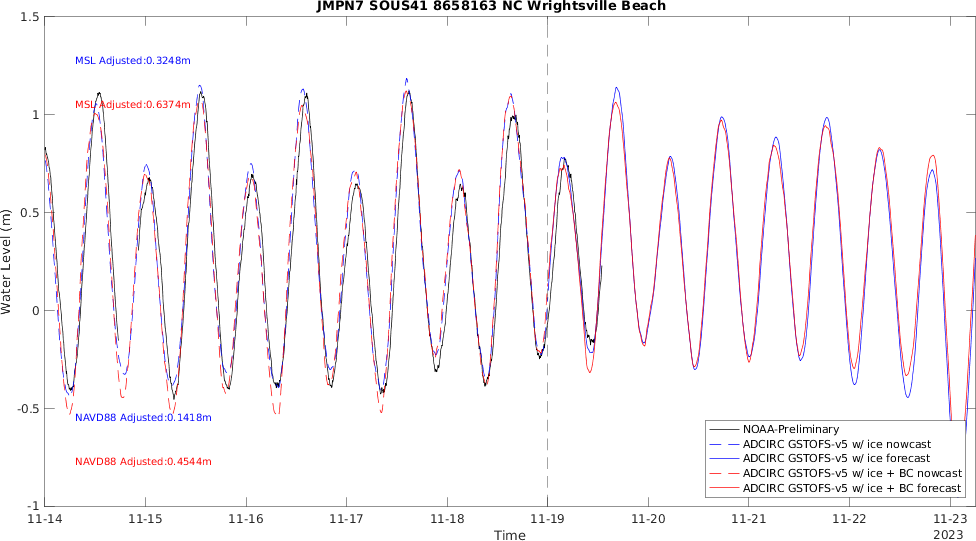 JMPN7 SOUS41 8658163 NC Wrightsville Beach
1.5
MSL Adjusted:0.3248m
MSL Adjusted:0.6374m
1
0.5
Water Level (m)
0
-0.5
NAVD88 Adjusted:0.1418m
NAVD88 Adjusted:0.4544m
NOAA-Preliminary
ADCIRC GSTOFS-v5 w/ ice nowcast
ADCIRC GSTOFS-v5 w/ ice forecast
ADCIRC GSTOFS-v5 w/ ice + BC nowcast
ADCIRC GSTOFS-v5 w/ ice + BC forecast
-1
11-14 11-15 11-16 11-17 11-18 11-19 11-20 11-21 11-22 11-23
Time
2023